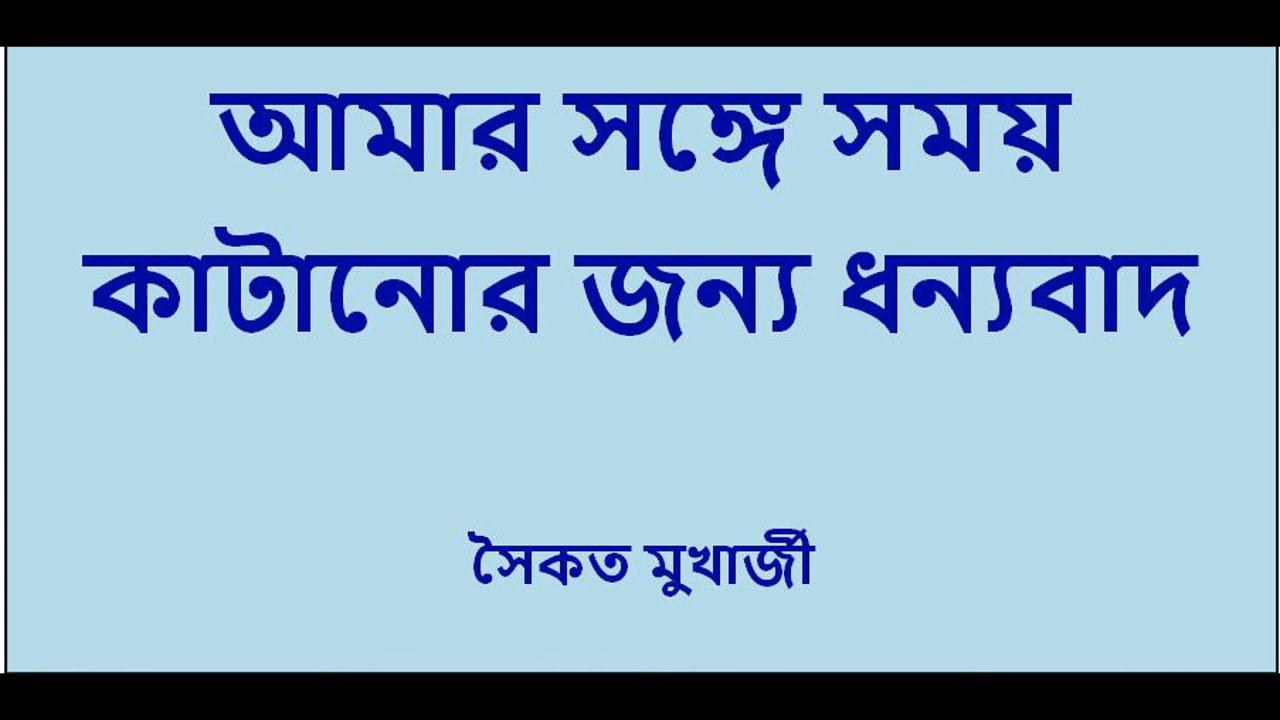 আমার সঙ্গে সময়
কাটানোর জন্য ধন্যবাদ
সৈকত মুখার্জী